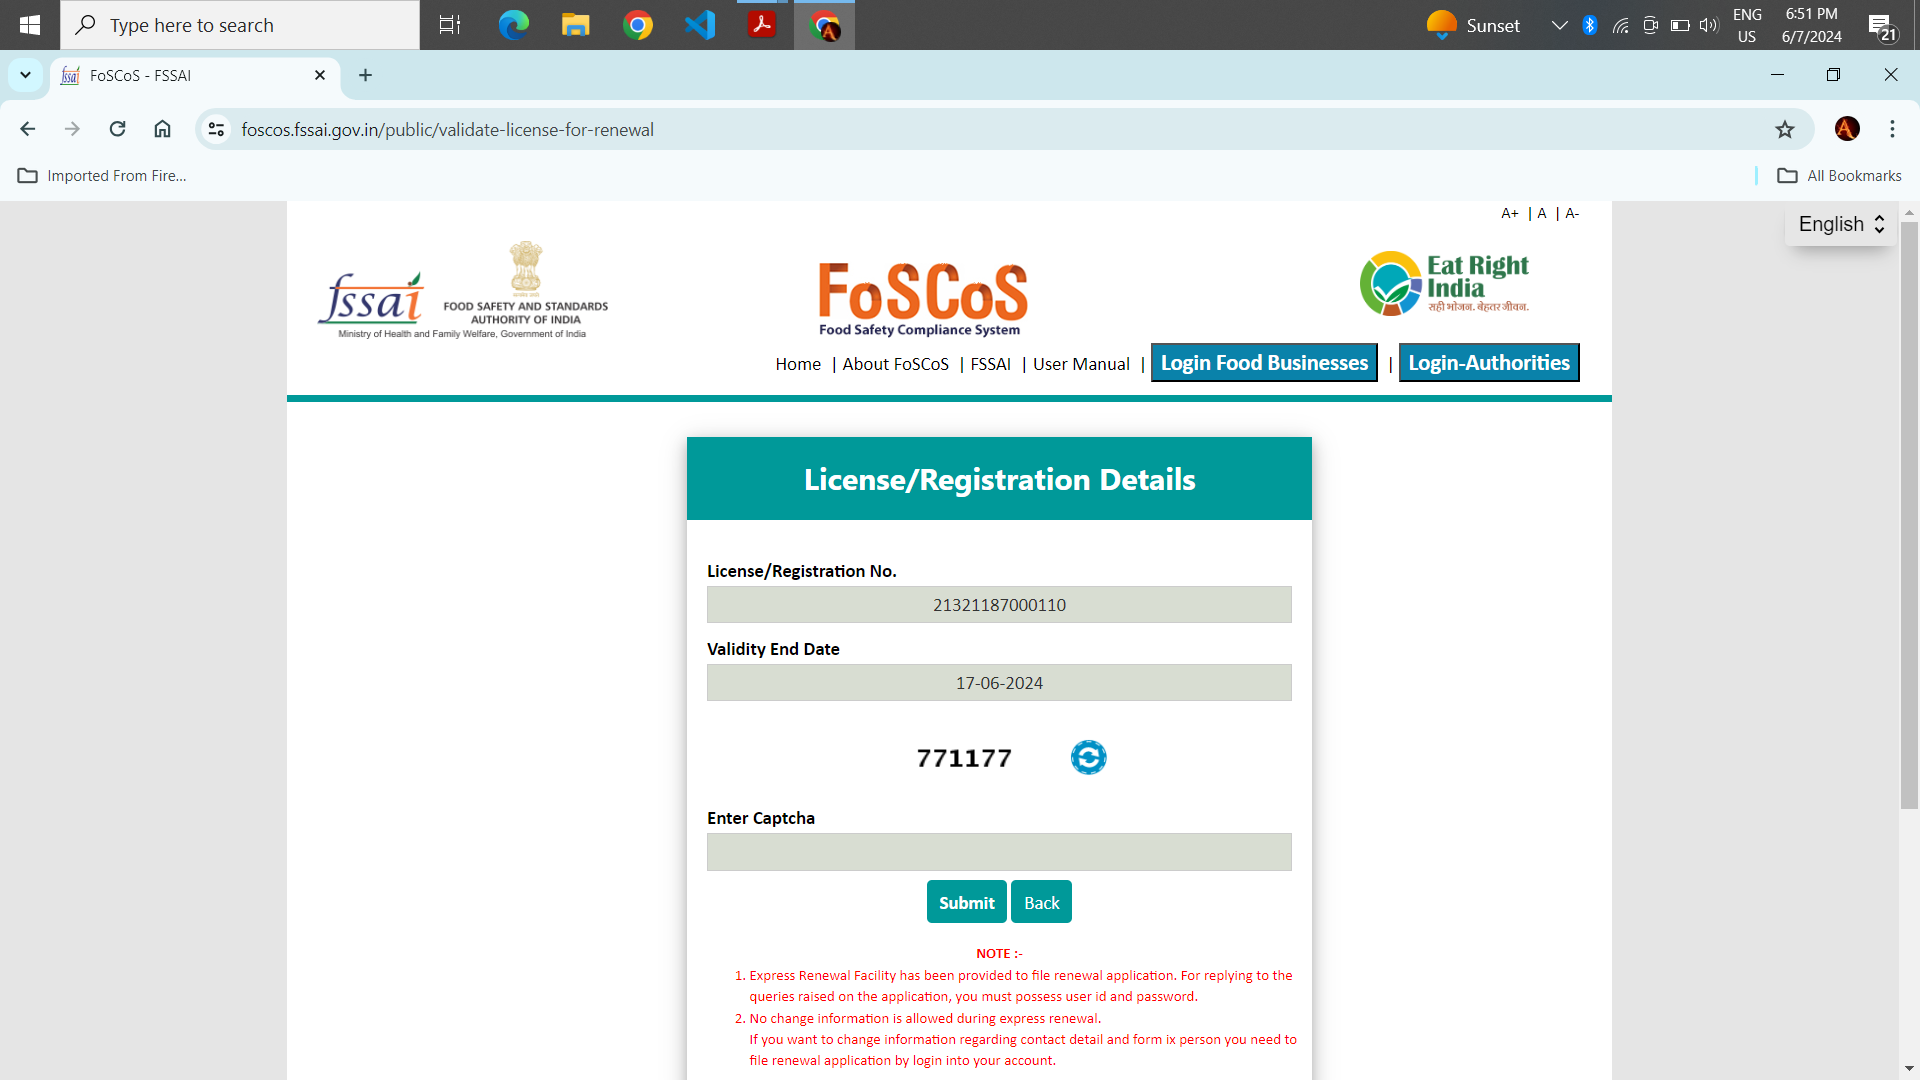 Type here to search
Sunset
ENG
US
6:51 PM
6/7/2024
21
FoSCoS - FSSAI
foscos.fssai.gov.in/public/validate-license-for-renewal
Imported From Fire...
All Bookmarks
A+ | A | A-
English
fssai
FOOD SAFETY AND STANDARDS
AUTHORITY OF INDIA
Ministry of Health and Family Welfare, Government of India
FoSCoS
Food Safety Compliance System
Eat Right
India
सही भोजन. बेहतर जीवन.
Home | About FoSCoS | FSSAI | User Manual | Login Food Businesses | Login-Authorities
License/Registration Details
License/Registration No.
21321187000110
Validity End Date
17-06-2024
771177
Enter Captcha
Submit Back
NOTE :-
1. Express Renewal Facility has been provided to file renewal application. For replying to the
queries raised on the application, you must possess user id and password.
2. No change information is allowed during express renewal.
If you want to change information regarding contact detail and form ix person you need to
file renewal application by login into your account.